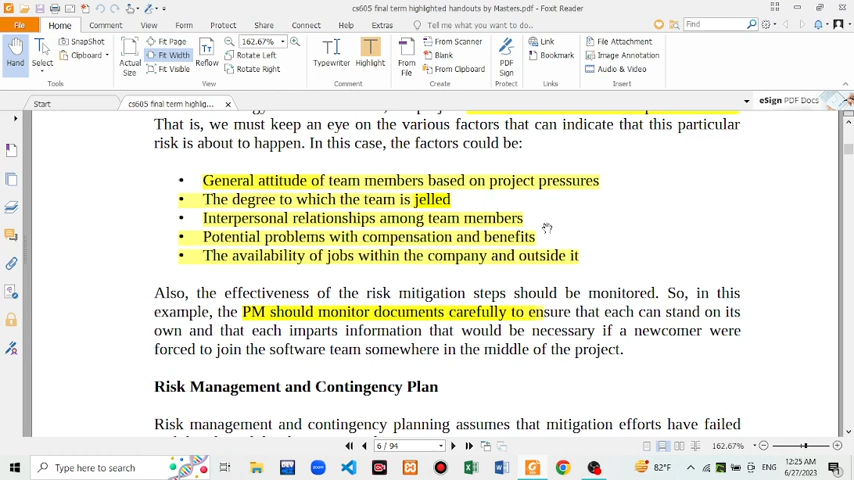 cs605 final term highlighted handouts by Masters.pdf - Foxit Reader
File Home Comment View Form Protect Share Connect Help Extras Tell me what you want to do... Find
SnapShot
Clipboard
Hand Select
Tools
Actual Size
Fit Page
Fit Width
Fit Visible
Reflow
162.67%
Rotate Left
Rotate Right
View
Typewriter Highlight
Comment
From File
From Scanner
Blank
From Clipboard
Create
PDF Sign
Protect
Link
Bookmark
Links
File Attachment
Image Annotation
Audio & Video
Insert
Start cs605 final term highlig... eSign PDF Docs
That is, we must keep an eye on the various factors that can indicate that this particular
risk is about to happen. In this case, the factors could be:
• General attitude of team members based on project pressures
• The degree to which the team is jelled
• Interpersonal relationships among team members
• Potential problems with compensation and benefits
• The availability of jobs within the company and outside it
Also, the effectiveness of the risk mitigation steps should be monitored. So, in this
example, the PM should monitor documents carefully to ensure that each can stand on its
own and that each imparts information that would be necessary if a newcomer were
forced to join the software team somewhere in the middle of the project.
Risk Management and Contingency Plan
Risk management and contingency planning assumes that mitigation efforts have failed
6 / 94 162.67%
Type here to search 82°F ENG 12:25 AM
6/27/2023